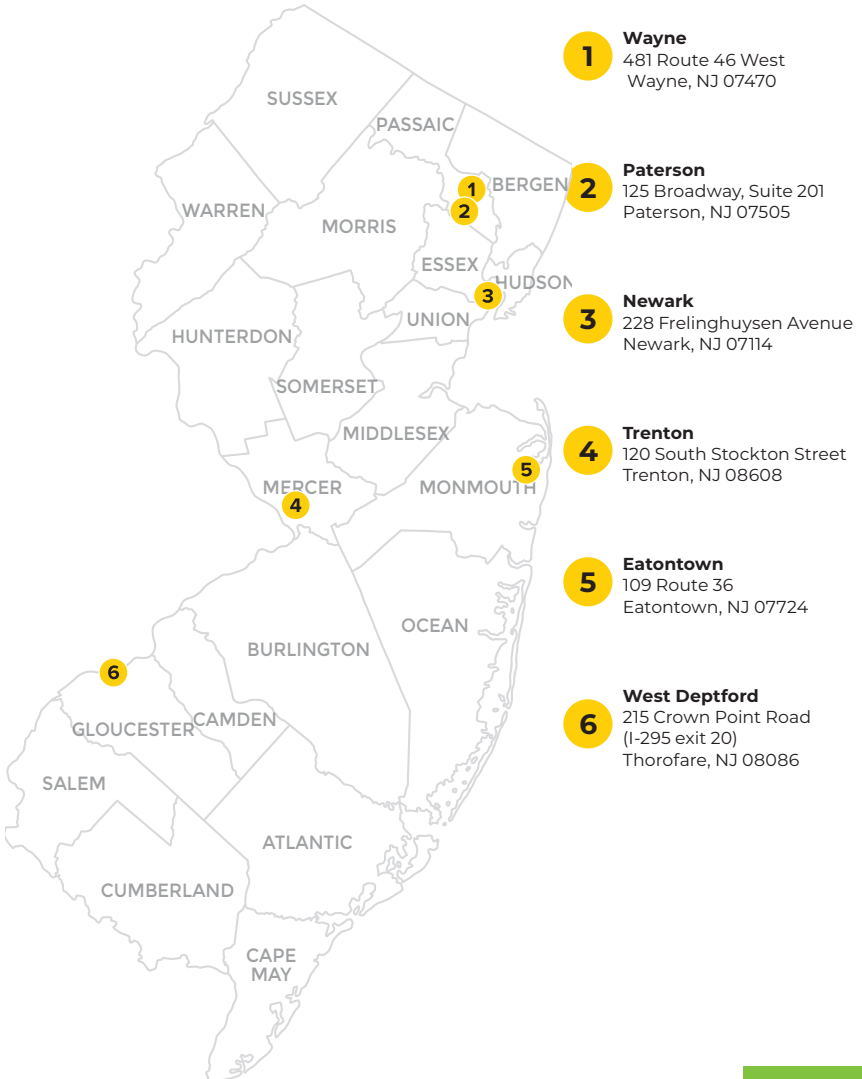 SUSSEX
PASSAIC
BERGEN
WARREN
MORRIS
1
2
ESSEX
HUDSON
3
UNION
HUNTERDON
SOMERSET
MIDDLESEX
5
MERCER
MONMOUTH
4
OCEAN
BURLINGTON
6
CAMDEN
GLOUCESTER
SALEM
ATLANTIC
CUMBERLAND
CAPE
MAY
1
Wayne
481 Route 46 West
Wayne, NJ 07470
2
Paterson
125 Broadway, Suite 201
Paterson, NJ 07505
3
Newark
228 Frelinghuysen Avenue
Newark, NJ 07114
4
Trenton
120 South Stockton Street
Trenton, NJ 08608
5
Eatontown
109 Route 36
Eatontown, NJ 07724
6
West Deptford
215 Crown Point Road
(I-295 exit 20)
Thorofare, NJ 08086